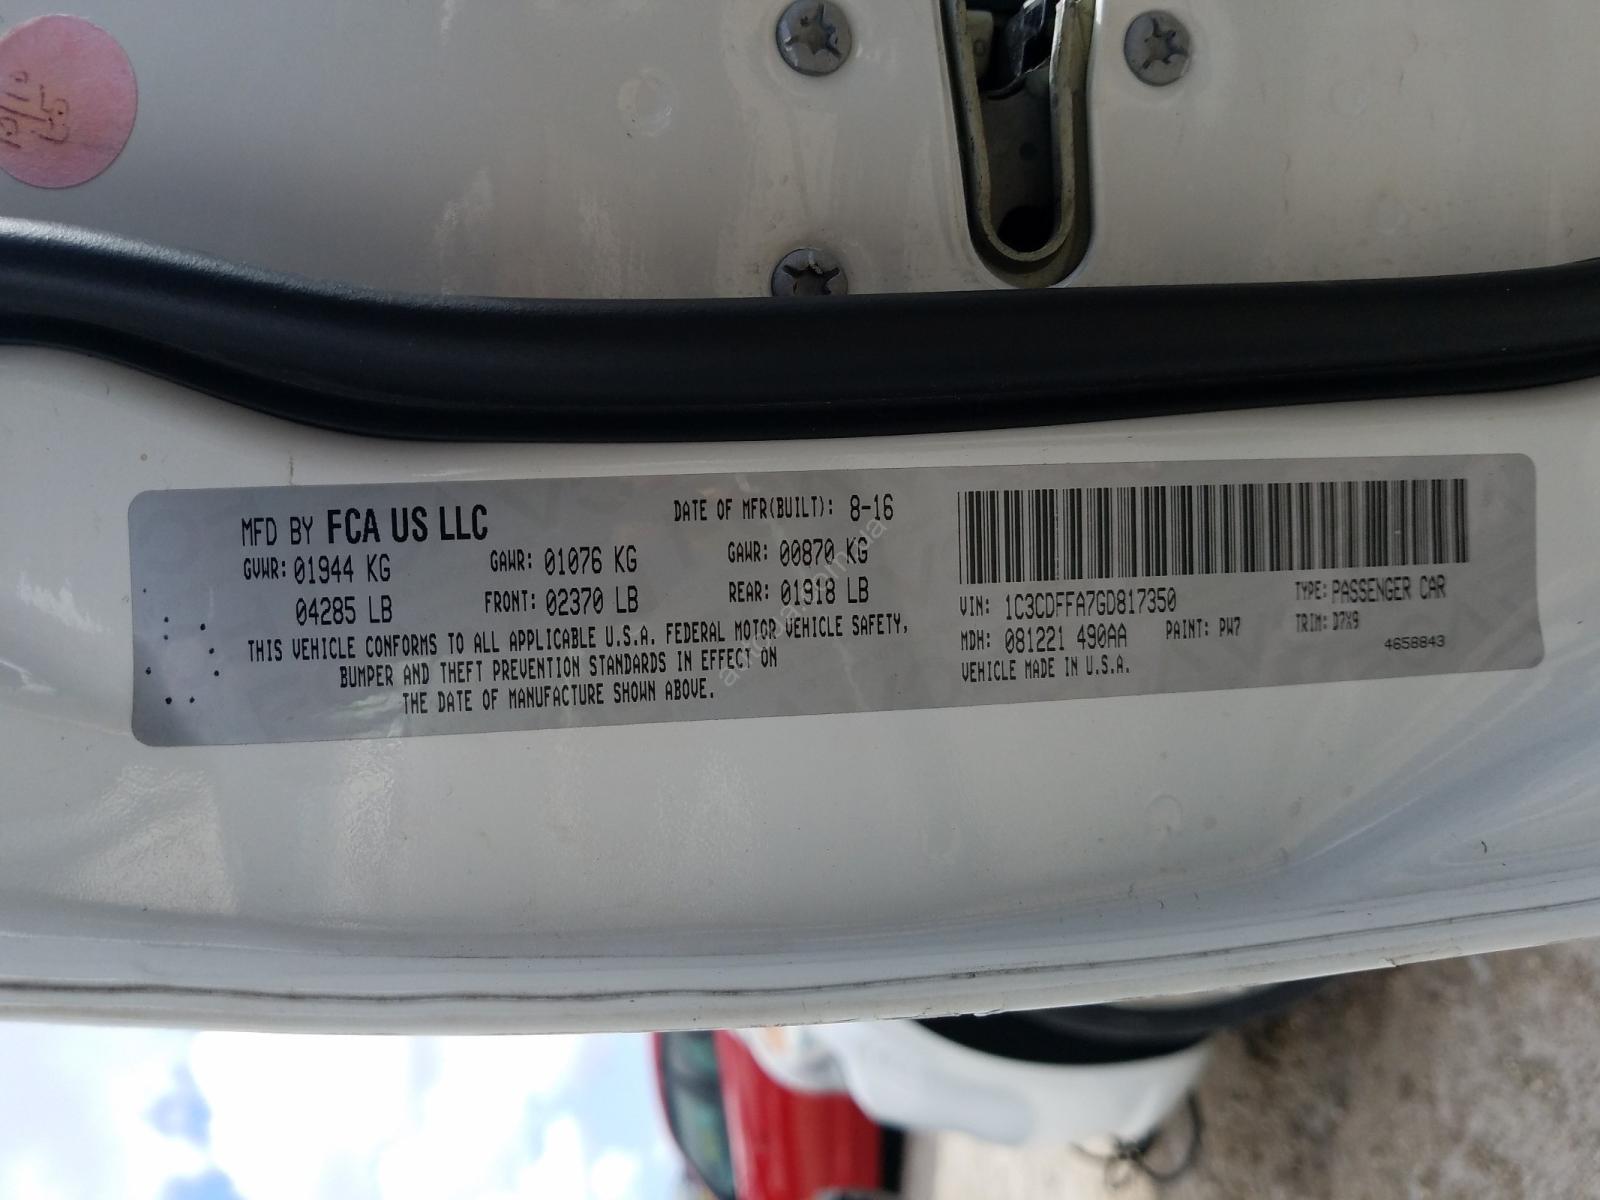 MFD BY FCA US LLC
DATE OF MFR(BUILT): 8-16
GVWR: 01944 KG
GAWR: 01076 KG
GAWR: 00870 KG
04285 LB
FRONT: 02370 LB
REAR: 01918 LB
THIS VEHICLE CONFORMS TO ALL APPLICABLE U.S.A. FEDERAL MOTOR VEHICLE SAFETY,
BUMPER AND THEFT PREVENTION STANDARDS IN EFFECT ON
THE DATE OF MANUFACTURE SHOWN ABOVE.
VIN: 1C3CDFFA7GD817350
TYPE: PASSENGER CAR
MDH: 081221 490AA
PAINT: PW7
TRIM: D7X9
VEHICLE MADE IN U.S.A.
4658843